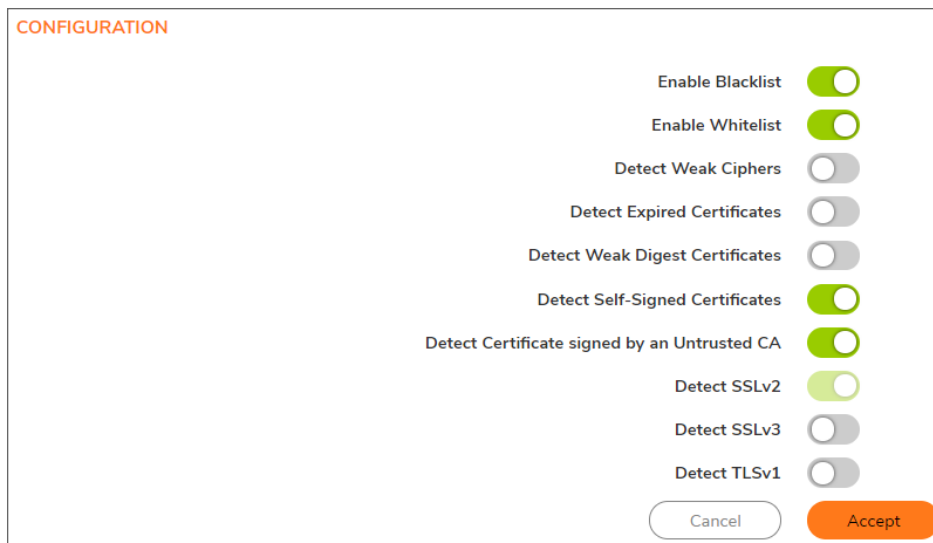 CONFIGURATION
Enable Blacklist
Enable Whitelist
Detect Weak Ciphers
Detect Expired Certificates
Detect Weak Digest Certificates
Detect Self-Signed Certificates
Detect Certificate signed by an Untrusted CA
Detect SSLv2
Detect SSLv3
Detect TLSv1
Cancel Accept